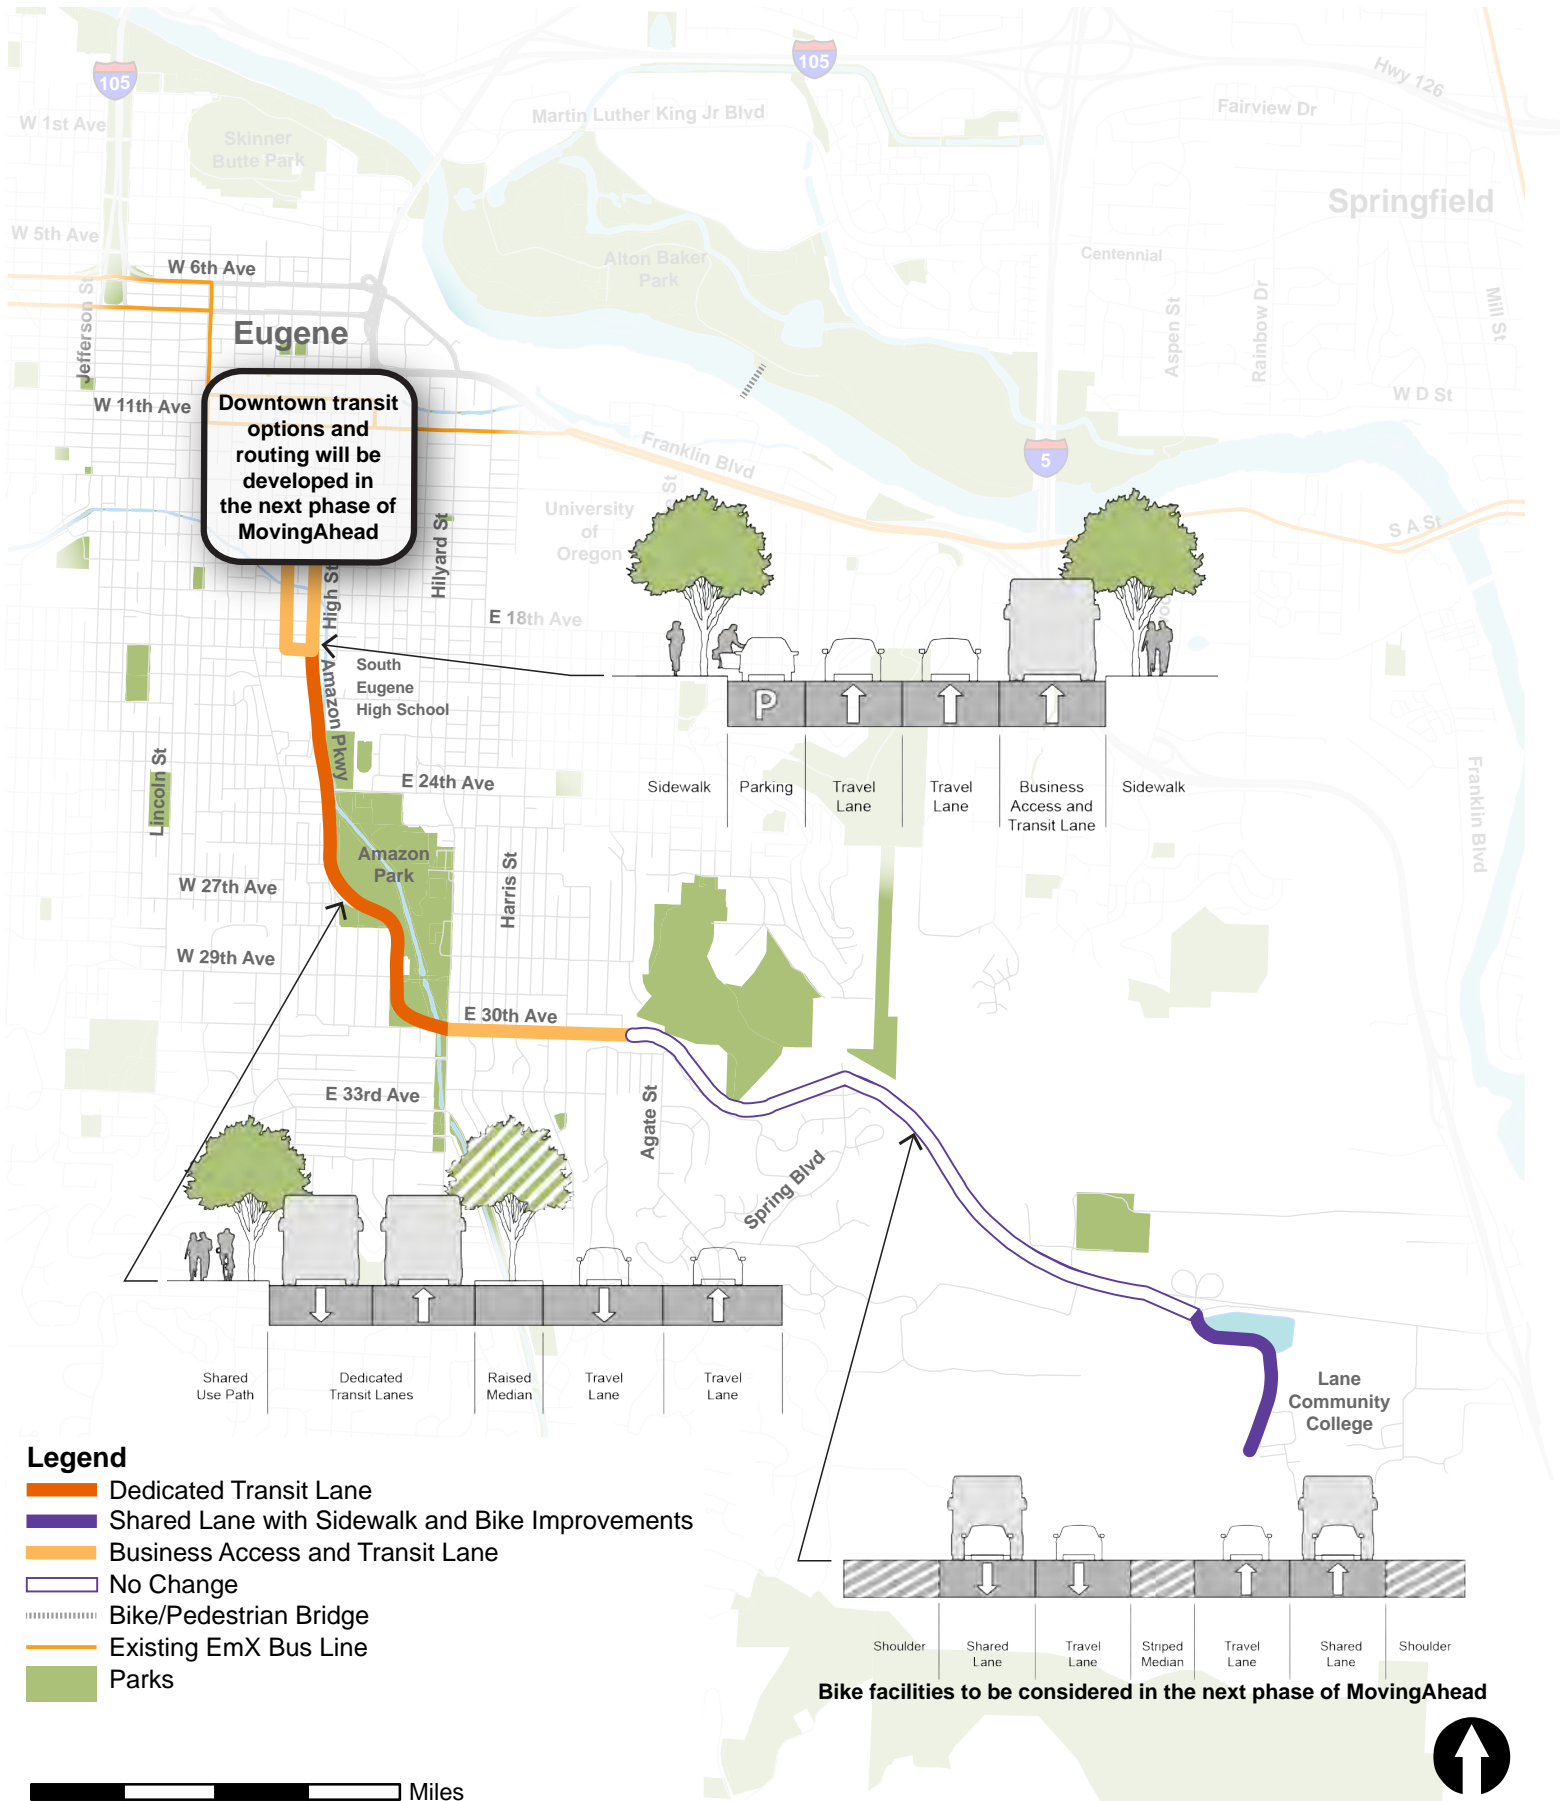 105
105
Hwy 126
Fairview Dr
Martin Luther King Jr Blvd
W 1st Ave
Skinner
Butte Park
Springfield
W 5th Ave
W 6th Ave
Alton Baker
Park
Centennial
Jefferson St
Eugene
Aspen St
Rainbow Dr
Mill St
W 11th Ave
W D St
Downtown transit
options and
routing will be
developed in
the next phase of
MovingAhead
Franklin Blvd
5
University
of
Oregon
S A St
Hilyard St
High St
E 18th Ave
South
Eugene
High School
Amazon Pkwy
P
Sidewalk
Parking
Travel
Lane
Travel
Lane
Business
Access and
Transit Lane
Sidewalk
Lincoln St
E 24th Ave
Franklin Blvd
Amazon
Park
Harris St
W 27th Ave
W 29th Ave
E 30th Ave
E 33rd Ave
Agate St
Spring Blvd
Shared
Use Path
Dedicated
Transit Lanes
Raised
Median
Travel
Lane
Travel
Lane
Lane
Community
College
Legend
Dedicated Transit Lane
Shared Lane with Sidewalk and Bike Improvements
Business Access and Transit Lane
No Change
Bike/Pedestrian Bridge
Existing EmX Bus Line
Parks
Shoulder
Shared
Lane
Travel
Lane
Striped
Median
Travel
Lane
Shared
Lane
Shoulder
Bike facilities to be considered in the next phase of MovingAhead
Miles